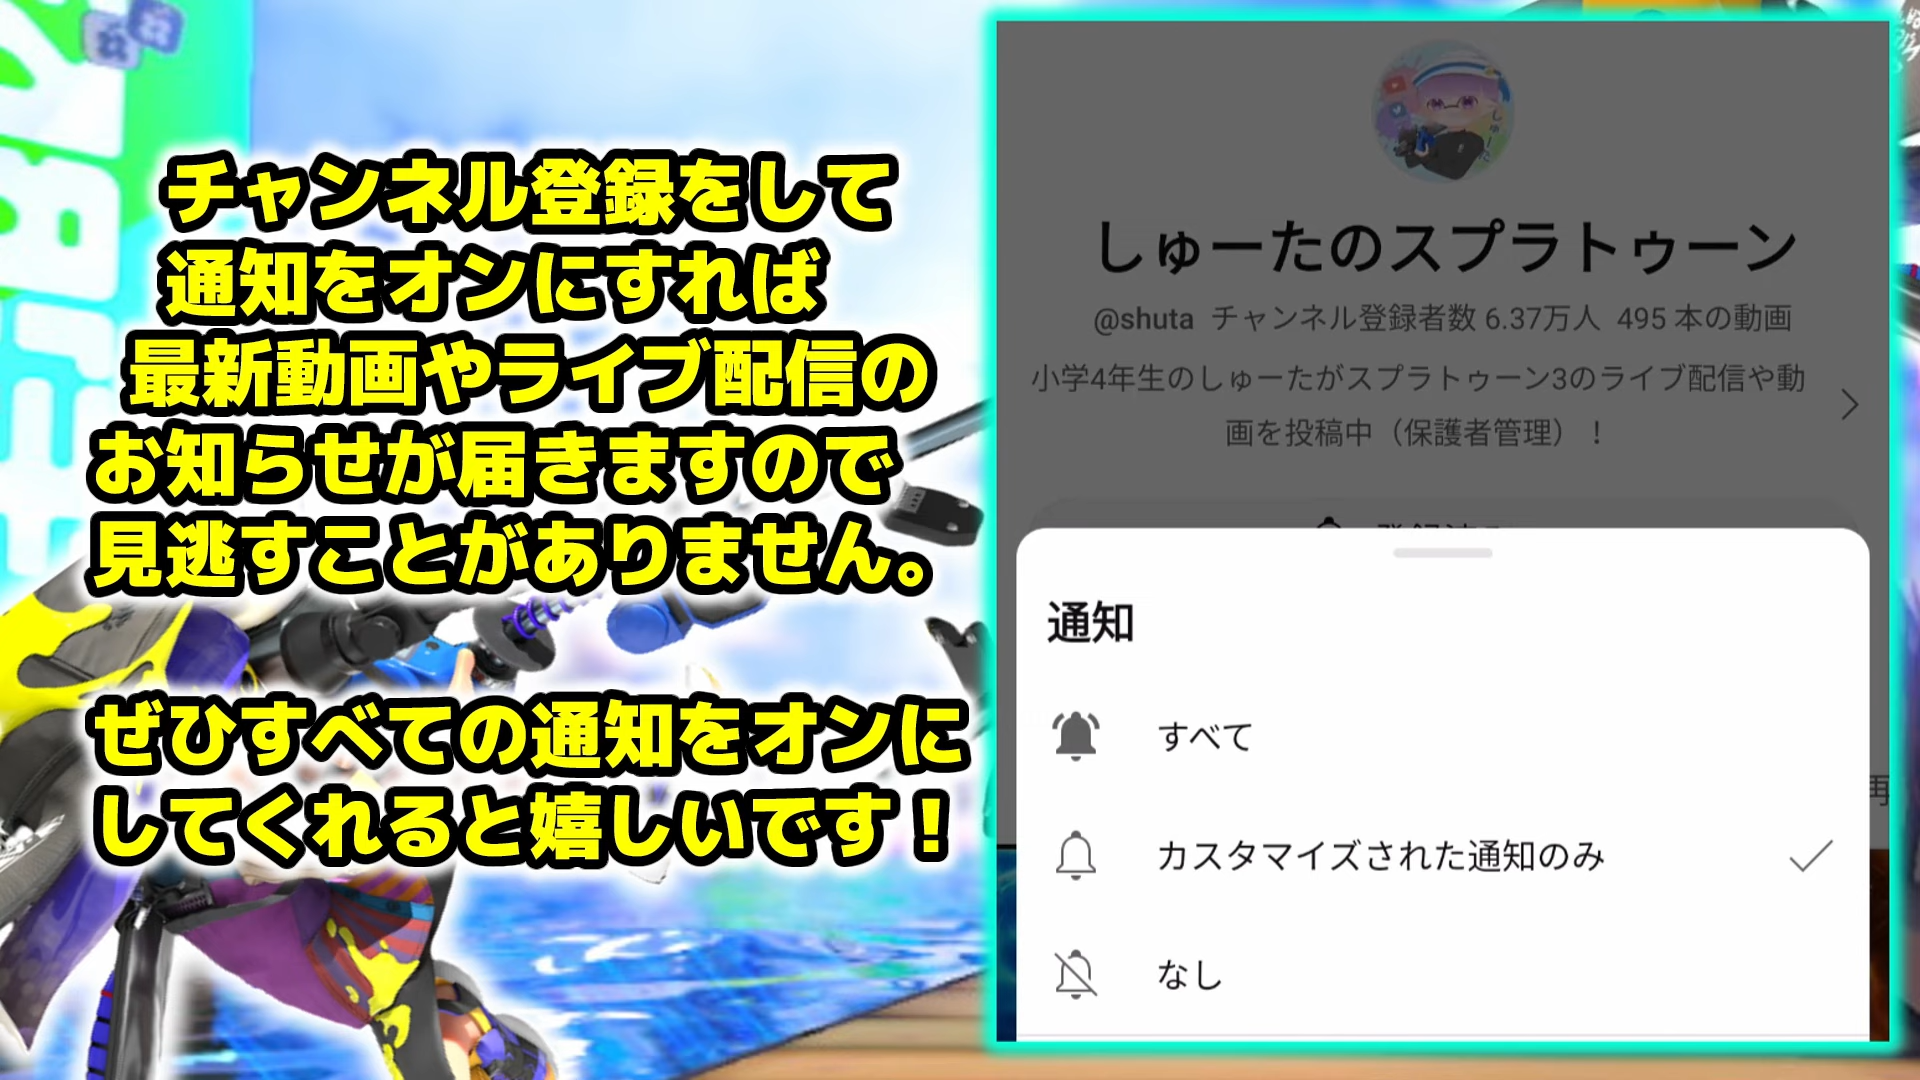 チャンネル登録をして
通知をオンにすれば
最新動画やライブ配信の
お知らせが届きますので
見逃すことがありません。
ぜひすべての通知をオンに
してくれると嬉しいです！
しゅーた
しゅーたのスプラトゥーン
@shuta チャンネル登録者数 6.37万人 495 本の動画
小学4年生のしゅーたがスプラトゥーン3のライブ配信や動
画を投稿中（保護者管理）！
通知
すべて
カスタマイズされた通知のみ
なし
再